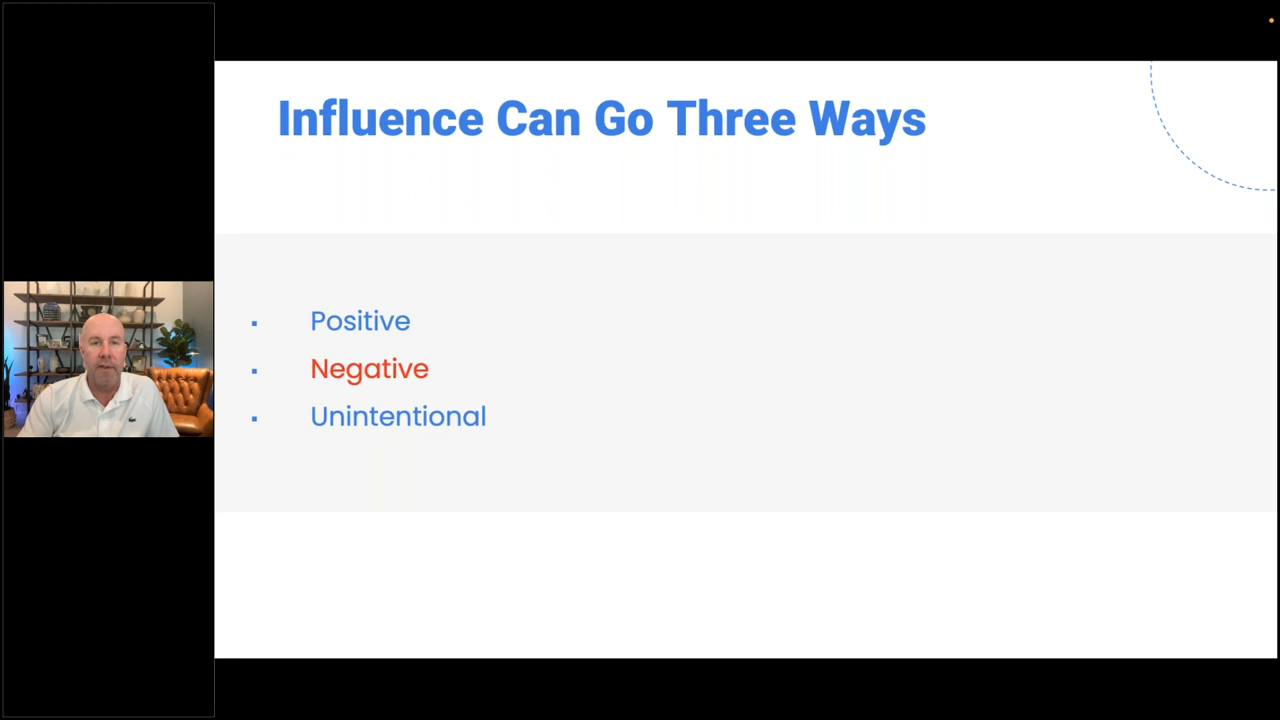 Influence Can Go Three Ways
▪ Positive
▪ Negative
▪ Unintentional